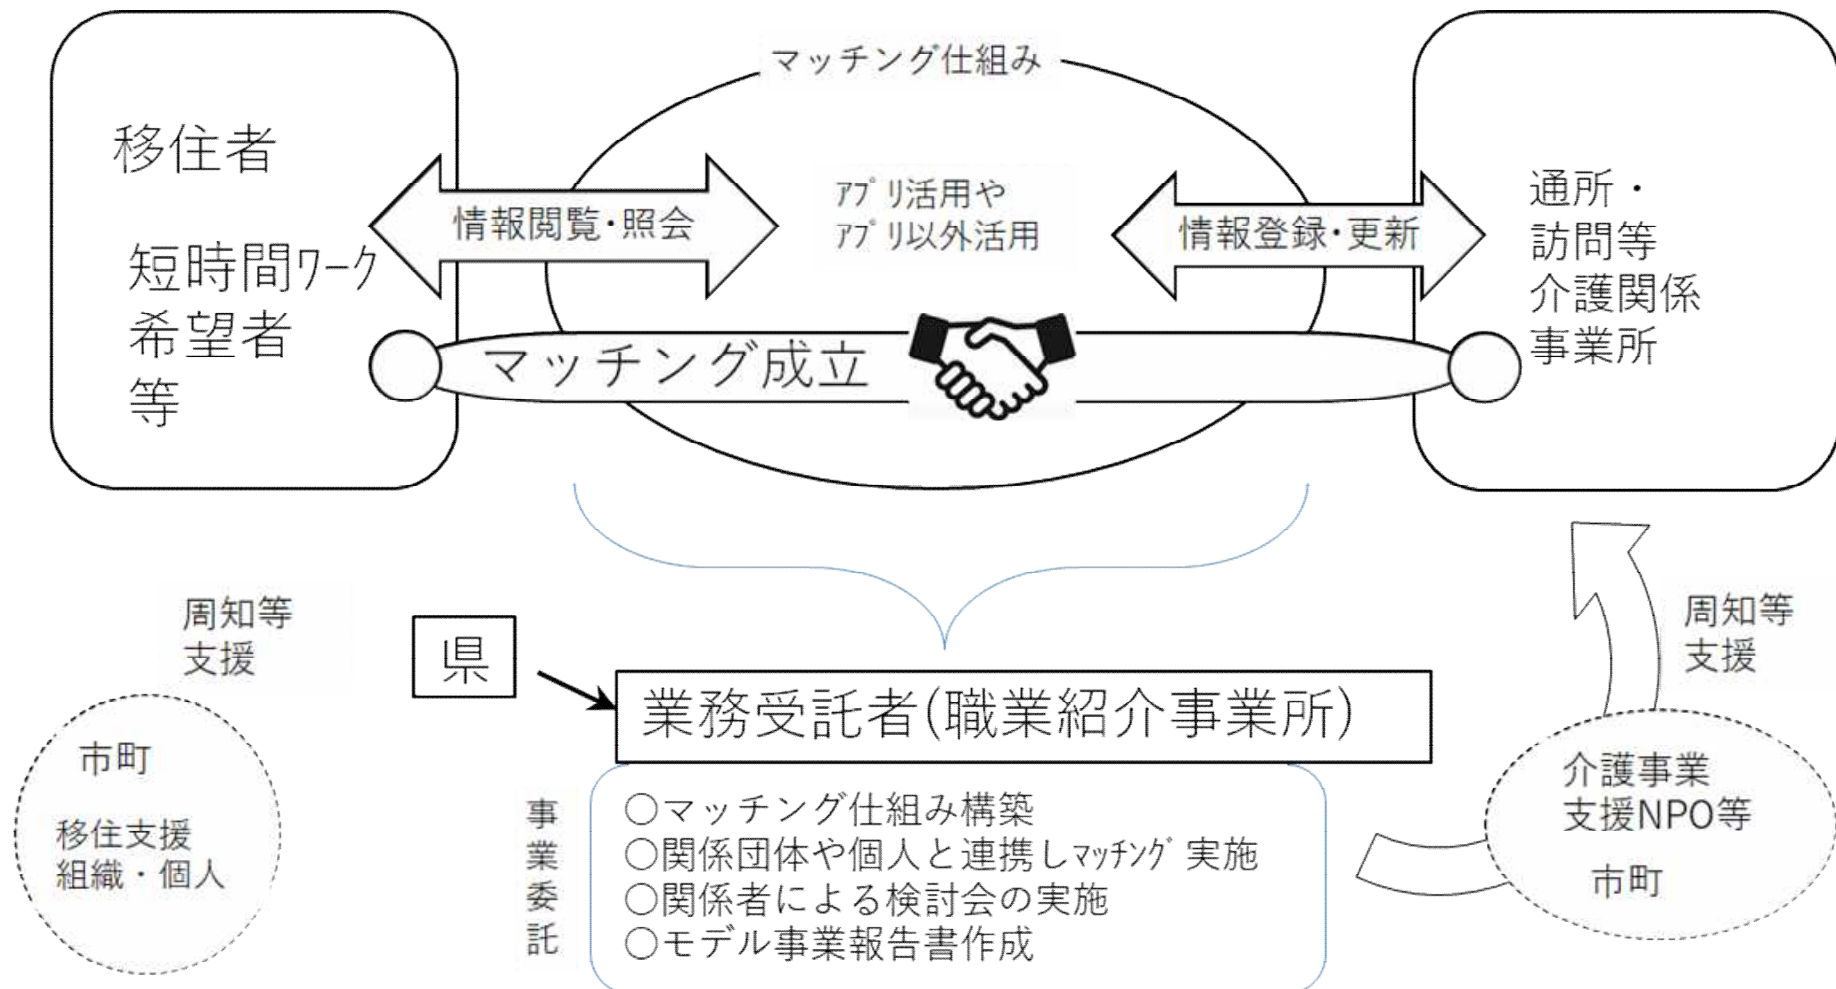 マッチング仕組み
移住者
短時間ﾜｰｸ
希望者
等
情報閲覧・照会
ｱﾌﾟﾘ活用や
ｱﾌﾟﾘ以外活用
情報登録・更新
通所・
訪問等
介護関係
事業所
マッチング成立
周知等
支援
県
業務受託者(職業紹介事業所)
周知等
支援
市町
移住支援
組織・個人
事業委託
○マッチング仕組み構築
○関係団体や個人と連携しﾏｯﾁﾝｸﾞ実施
○関係者による検討会の実施
○モデル事業報告書作成
介護事業
支援NPO等
市町